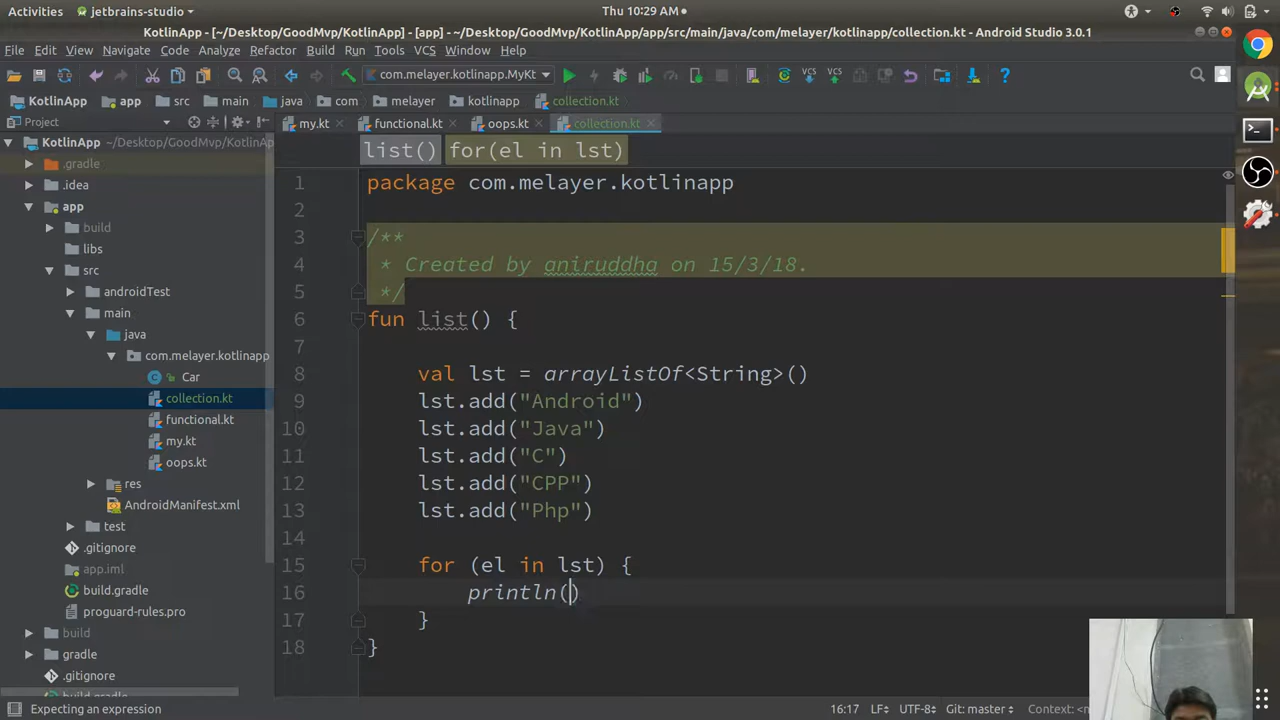 Activities jetbrains-studio Thu 10:29 AM
KotlinApp - [~/Desktop/GoodMvp/KotlinApp] - [app] - ~/Desktop/GoodMvp/KotlinApp/app/src/main/java/com/melayer/kotlinapp/collection.kt - Android Studio 3.0.1
File Edit View Navigate Code Analyze Refactor Build Run Tools VCS Window Help
com.melayer.kotlinapp.MyKt VCS VCS
KotlinApp app src main java com melayer kotlinapp collection.kt
Project my.kt functional.kt oops.kt collection.kt
KotlinApp ~/Desktop/GoodMvp/KotlinA
list() for(el in lst)
.gradle
.idea
app
build
libs
src
androidTest
main
java
com.melayer.kotlinapp
Car
collection.kt
functional.kt
my.kt
oops.kt
res
AndroidManifest.xml
test
.gitignore
app.iml
build.gradle
proguard-rules.pro
build
gradle
.gitignore
build.gradle
1 package com.melayer.kotlinapp
2
3 /**
4 * Created by aniruddha on 15/3/18.
5 */
6 fun list() {
7
8 val lst = arrayListOf<String>()
9 lst.add("Android")
10 lst.add("Java")
11 lst.add("C")
12 lst.add("CPP")
13 lst.add("Php")
14
15 for (el in lst) {
16 println()
17 }
18 }
Expecting an expression 16:17 LF UTF-8 Git: master Context: